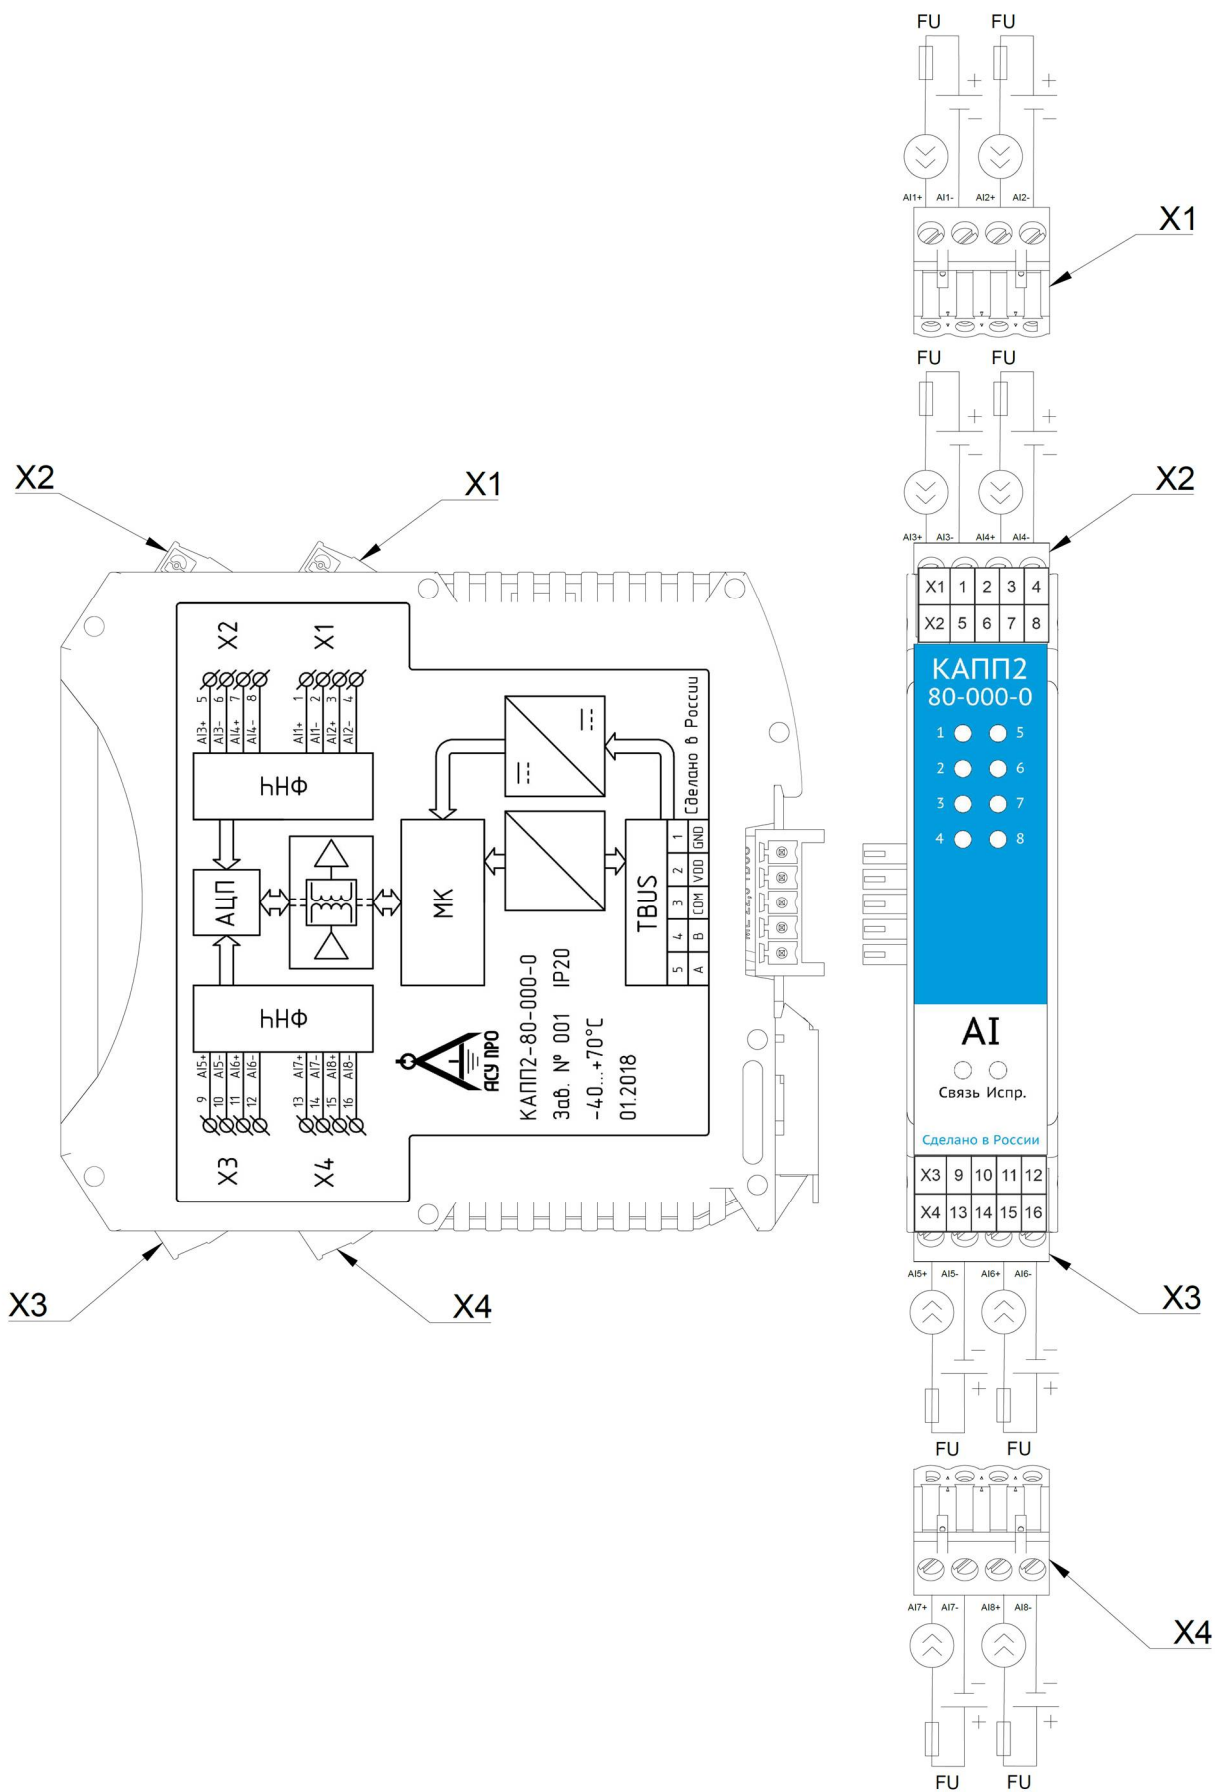 FU FU
+ +
- -
AI1+ AI1- AI2+ AI2-
X1
FU FU
+ +
- -
AI3+ AI3- AI4+ AI4-
X2
X2 X1
X2 X1
5 6 7 8
AI3+ AI3- AI4+ AI4-
1 2 3 4
AI1+ AI1- AI2+ AI2-
ФНЧ
АЦП
ФНЧ
МК
TBUS
5 4 3 2 1
A B COM VDD GND
Сделано в России
9 10 11 12
AI5+ AI5- AI6+ AI6-
13 14 15 16
AI7+ AI7- AI8+ AI8-
X3 X4
АСУ ПРО
КАПП2-80-000-0
Зав. № 001 IP20
-40...+70°C
01.2018
X3 X4
X1 1 2 3 4
X2 5 6 7 8
КАПП2
80-000-0
1 5
2 6
3 7
4 8
AI
Связь Испр.
Сделано в России
X3 9 10 11 12
X4 13 14 15 16
AI5+ AI5- AI6+ AI6-
X3
- -
+ +
FU FU
AI7+ AI7- AI8+ AI8-
X4
- -
+ +
FU FU